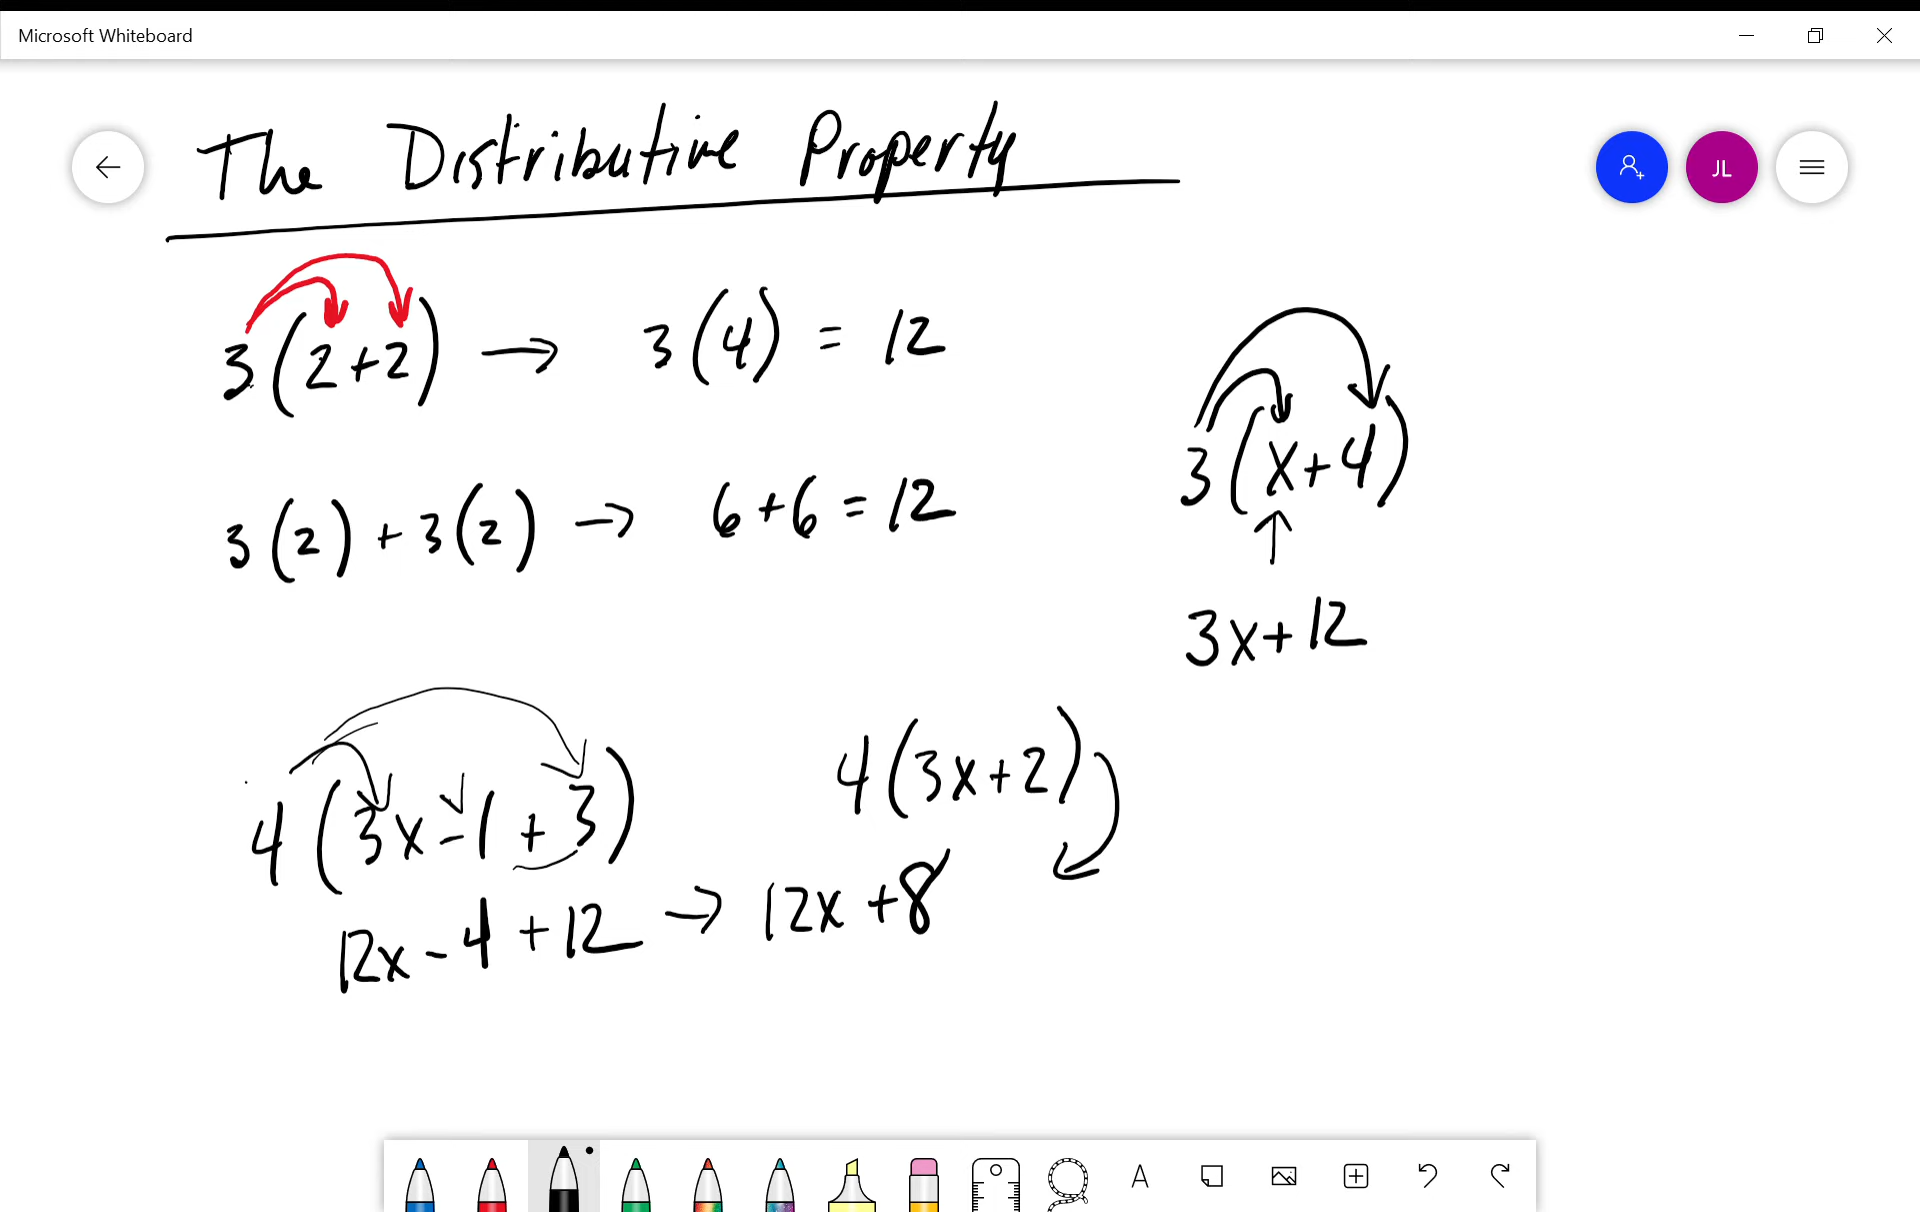 Microsoft Whiteboard
The Distributive Property
JL
3(2+2) → 3(4) = 12
3(2) + 3(2) → 6+6 = 12
3(x+4)
↑
3x+12
4(3x-1+3)
4(3x+2)
12x-4+12 → 12x+8
A